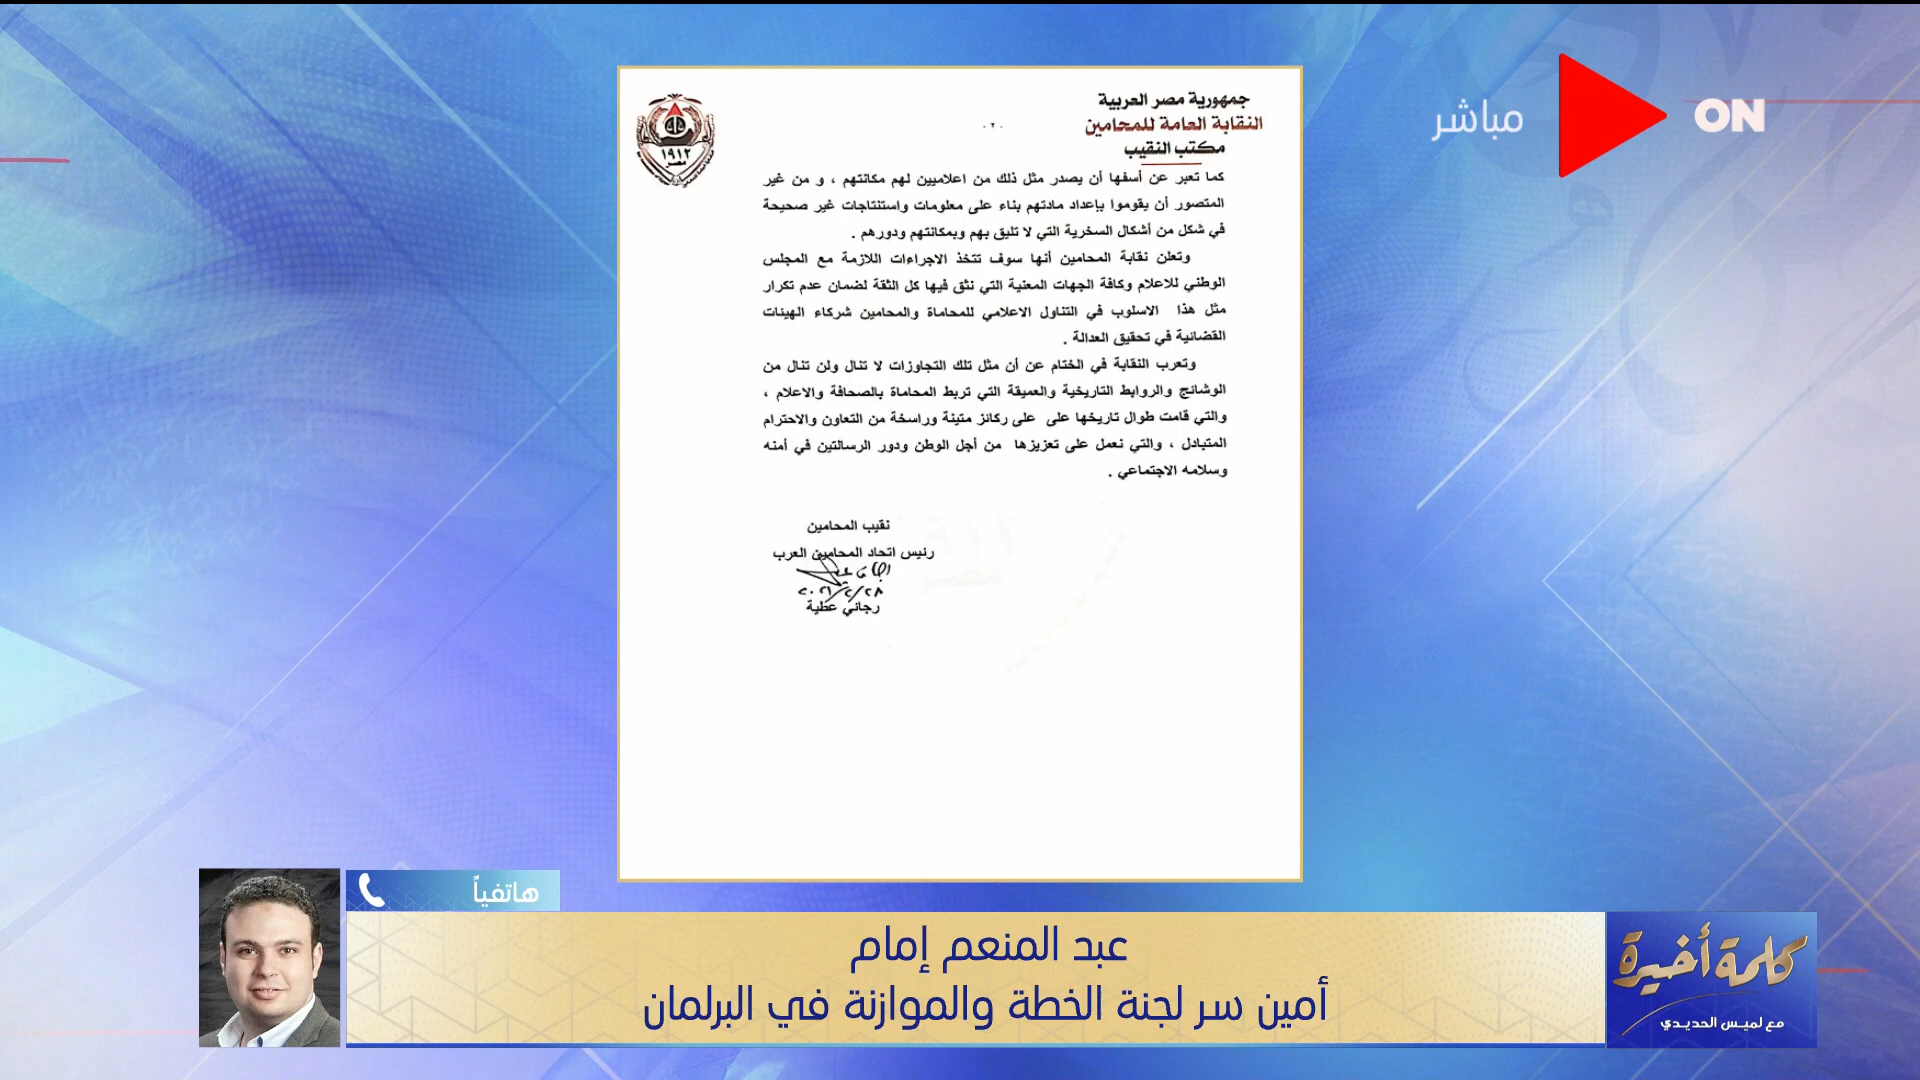 ON
مباشر
جمهورية مصر العربية
النقابة العامة للمحامين
مكتب النقيب
٠ ٢ ٠
١٩١٢
مصر
كما تعبر عن أسفها أن يصدر مثل ذلك من اعلاميين لهم مكانتهم ، و من غير
المتصور أن يقوموا بإعداد مادتهم بناء على معلومات واستنتاجات غير صحيحة
في شكل من أشكال السخرية التي لا تليق بهم وبمكانتهم ودورهم .
وتعلن نقابة المحامين أنها سوف تتخذ الاجراءات اللازمة مع المجلس
الوطني للاعلام وكافة الجهات المعنية التي نثق فيها كل الثقة لضمان عدم تكرار
مثل هذا الاسلوب في التناول الاعلامي للمحاماة والمحامين شركاء الهيئات
القضائية في تحقيق العدالة .
وتعرب النقابة في الختام عن أن مثل تلك التجاوزات لا تنال ولن تنال من
الوشائج والروابط التاريخية والعميقة التي تربط المحاماة بالصحافة والاعلام ،
والتي قامت طوال تاريخها على على ركائز متينة وراسخة من التعاون والاحترام
المتبادل ، والتي نعمل على تعزيزها من أجل الوطن ودور الرسالتين في أمنه
وسلامه الاجتماعي .
نقيب المحامين
رئيس اتحاد المحامين العرب
٢٠٢١/٢/٢٨
رجائي عطية
هاتفياً
عبد المنعم إمام
أمين سر لجنة الخطة والموازنة في البرلمان
كلمة أخيرة
مع لميس الحديدي